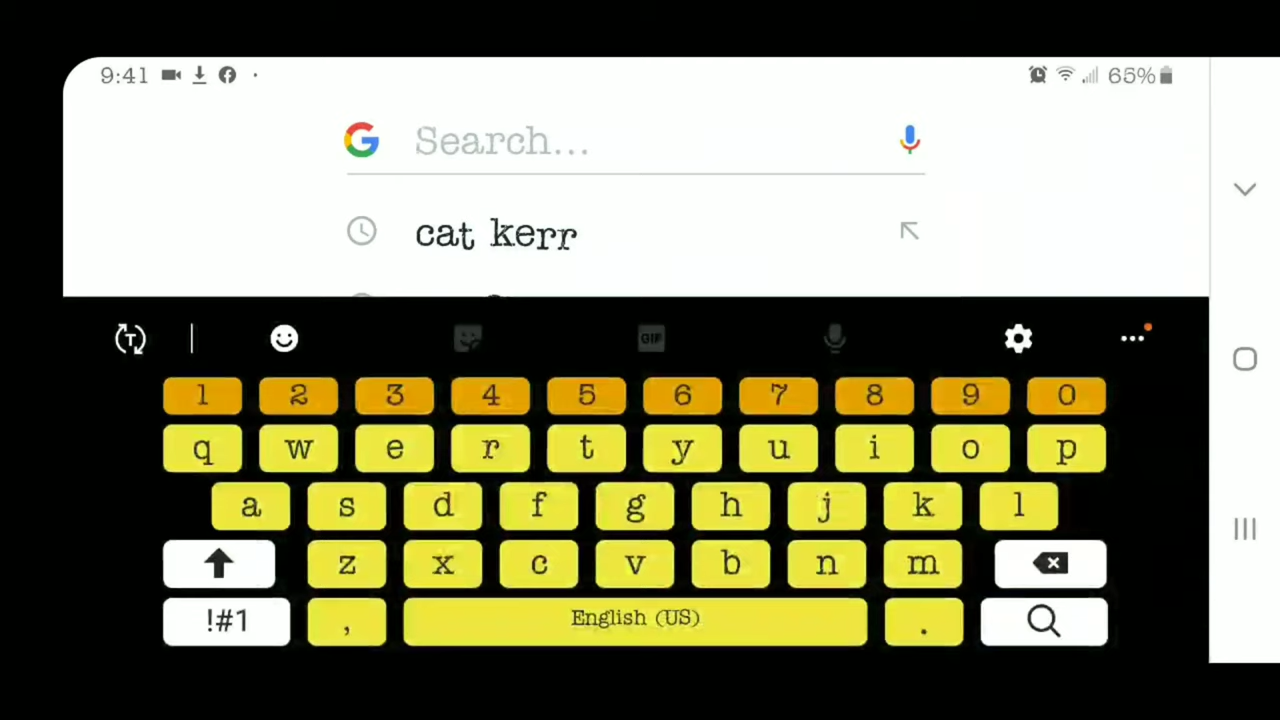 9:41
65%
Search...
cat kerr
T
GIF
1 2 3 4 5 6 7 8 9 0
q w e r t y u i o p
a s d f g h j k l
z x c v b n m
!#1 , English (US) .